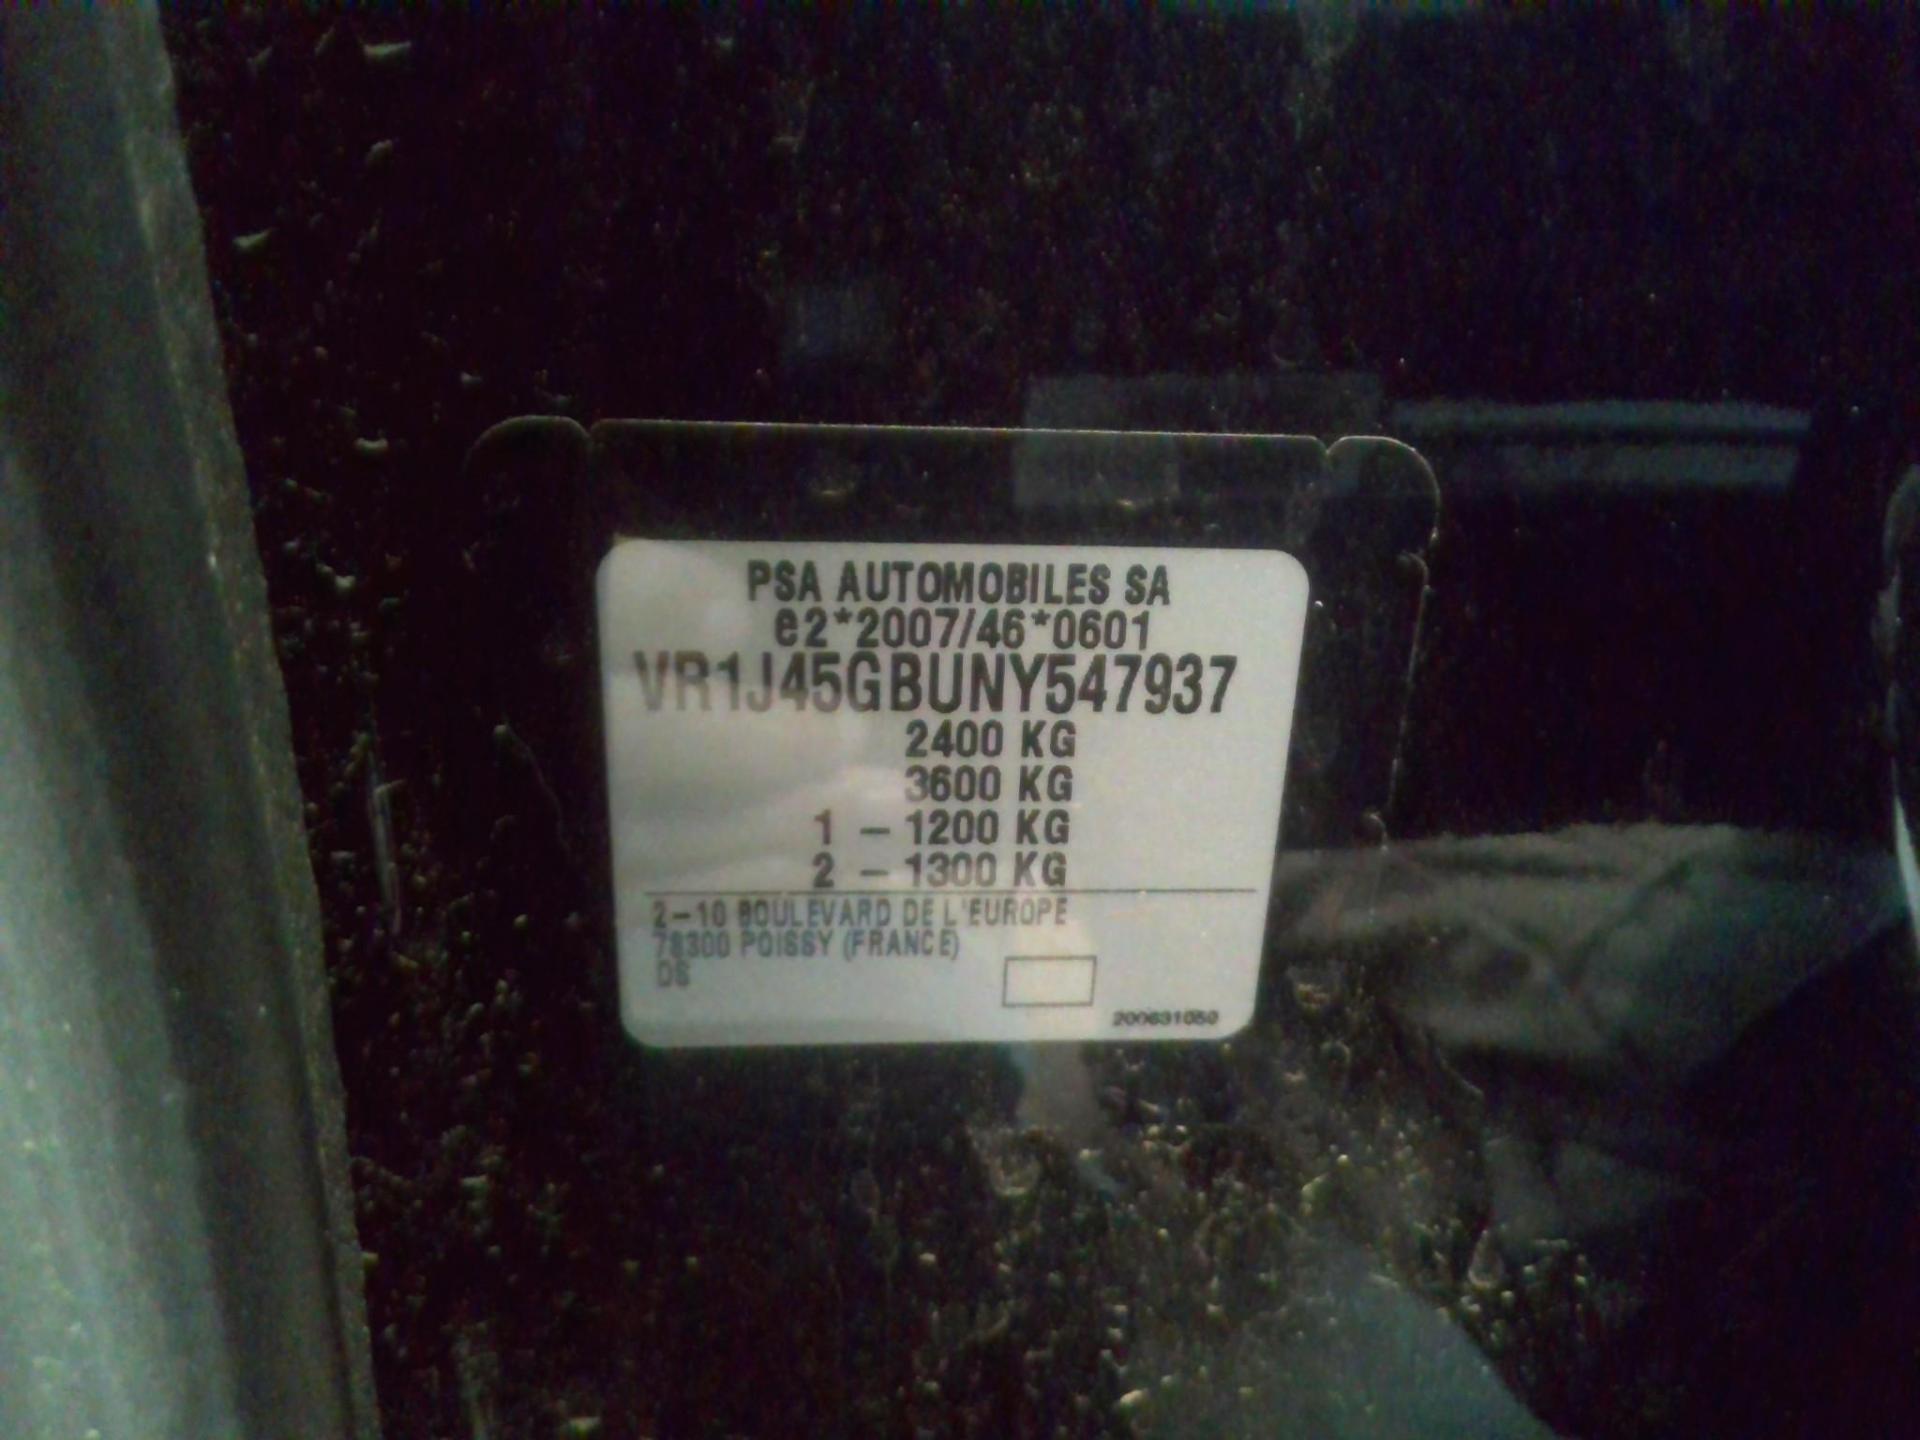 PSA AUTOMOBILES SA
e2*2007/46*0601
VR1J45GBUNY547937
2400 KG
3600 KG
1 – 1200 KG
2 – 1300 KG
2–10 BOULEVARD DE L'EUROPE
78300 POISSY (FRANCE)
DS
200631050